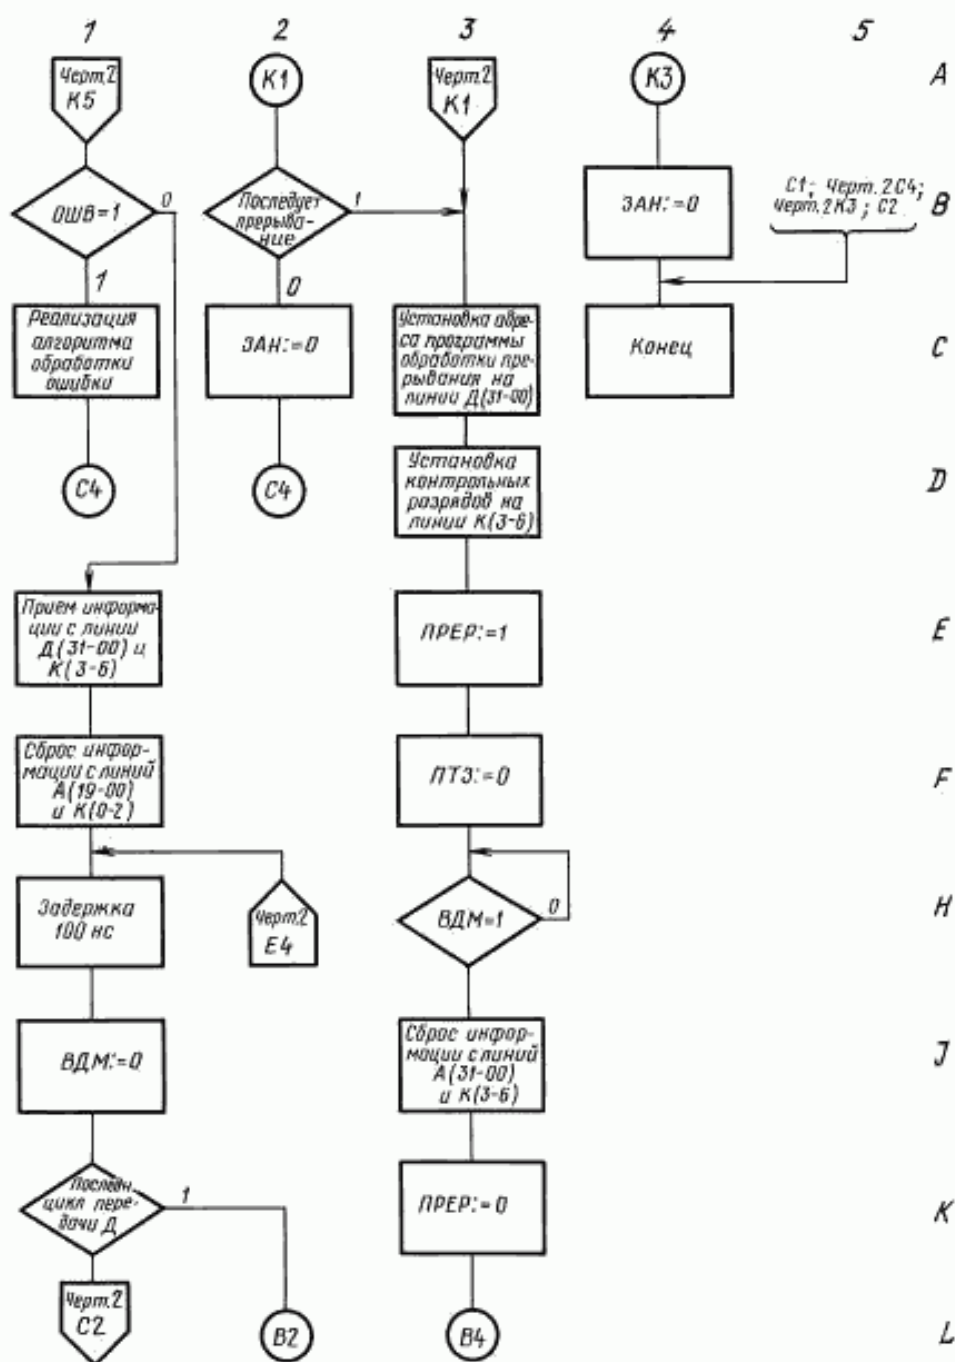 1 2 3 4 5
A
Черт.2
К5
К1
Черт.2
К1
К3
B
ОШВ=1
0
1
Последует
прерыва-
ние
1
0
ЗАН:=0
С1; Черт.2С4;
Черт.2К3; С2
C
Реализация
алгоритма
обработки
ошибки
ЗАН:=0
Установка адре-
са программы
обработки пре-
рывания на
линии Д(31-00)
Конец
D
С4
С4
Установка
контрольных
разрядов на
линии К(3-6)
E
Прием информа-
ции с линии
Д(31-00) и
К(3-6)
ПРЕР:=1
F
Сброс инфор-
мации с линий
А(19-00)
и К(0-2)
ПТЗ:=0
H
Задержка
100 нс
Черт.2
Е4
ВДМ=1
0
J
ВДМ:=0
Сброс инфор-
мации с линий
А(31-00)
и К(3-6)
K
Последн.
цикл пере-
дачи Д
1
ПРЕР:=0
L
Черт.2
С2
В2
В4